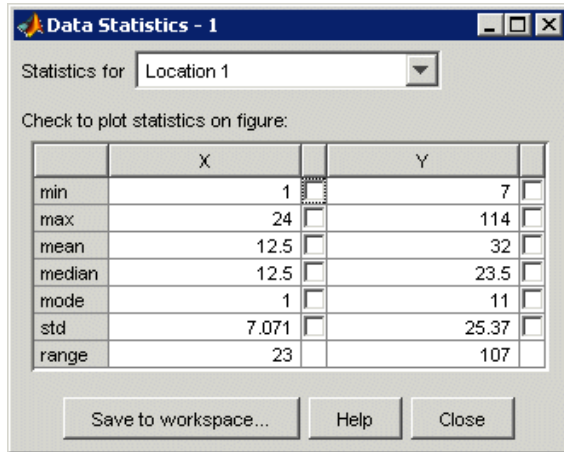 Data Statistics - 1
Statistics for Location 1
Check to plot statistics on figure:
X Y
min 1 7
max 24 114
mean 12.5 32
median 12.5 23.5
mode 1 11
std 7.071 25.37
range 23 107
Save to workspace... Help Close